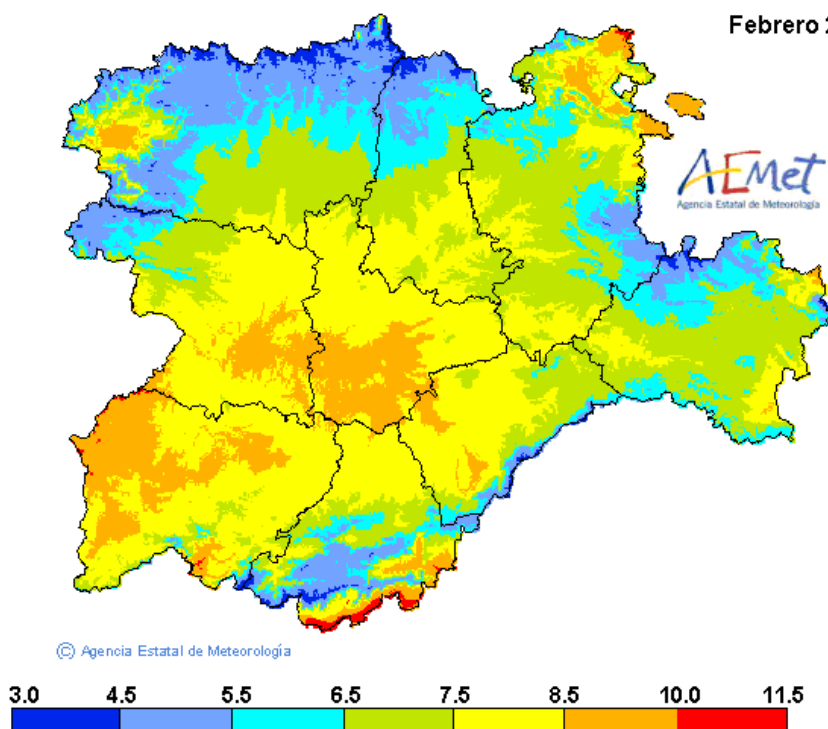 Febrero 2
AEMet
Agencia Estatal de Meteorología
© Agencia Estatal de Meteorología
3.0 4.5 5.5 6.5 7.5 8.5 10.0 11.5